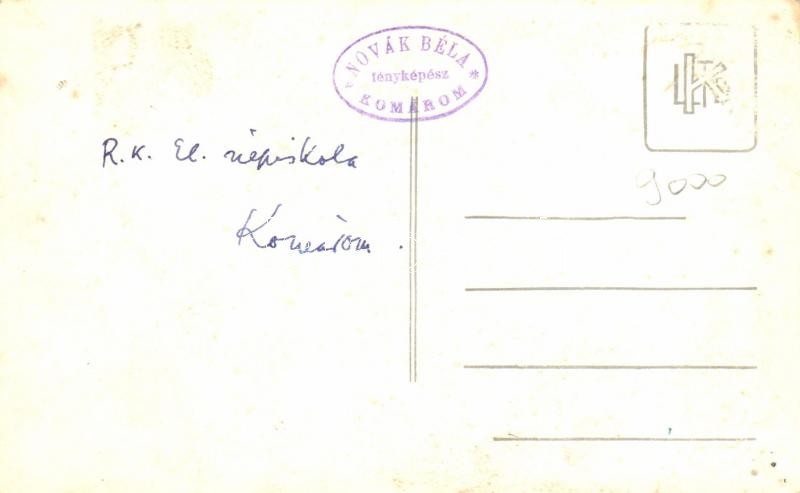 NOVÁK BÉLA
fényképész
KOMÁROM
R. K. El. népiskola
Komárom.
9000